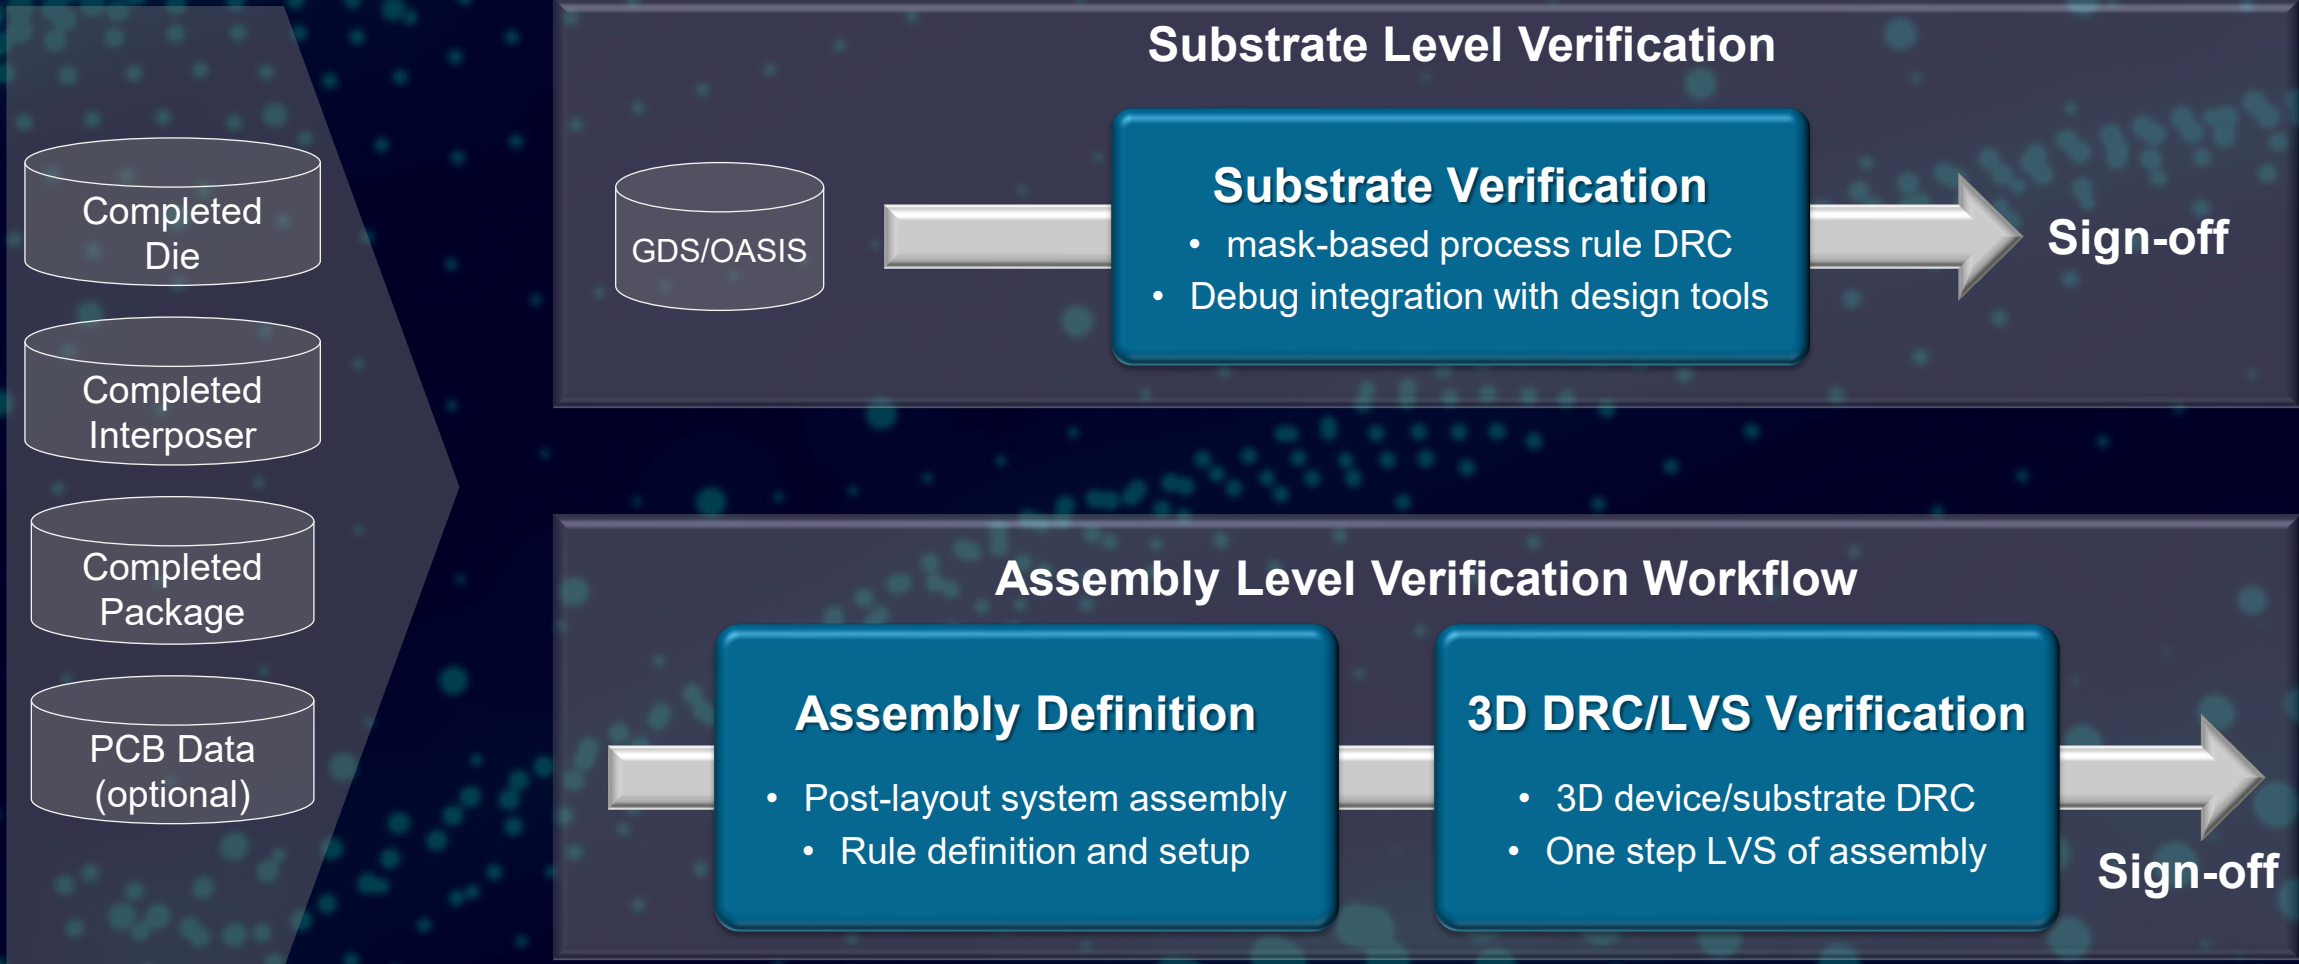 Completed
Die
Completed
Interposer
Completed
Package
PCB Data
(optional)
Substrate Level Verification
GDS/OASIS
Substrate Verification
• mask-based process rule DRC
• Debug integration with design tools
Sign-off
Assembly Level Verification Workflow
Assembly Definition
• Post-layout system assembly
• Rule definition and setup
3D DRC/LVS Verification
• 3D device/substrate DRC
• One step LVS of assembly
Sign-off